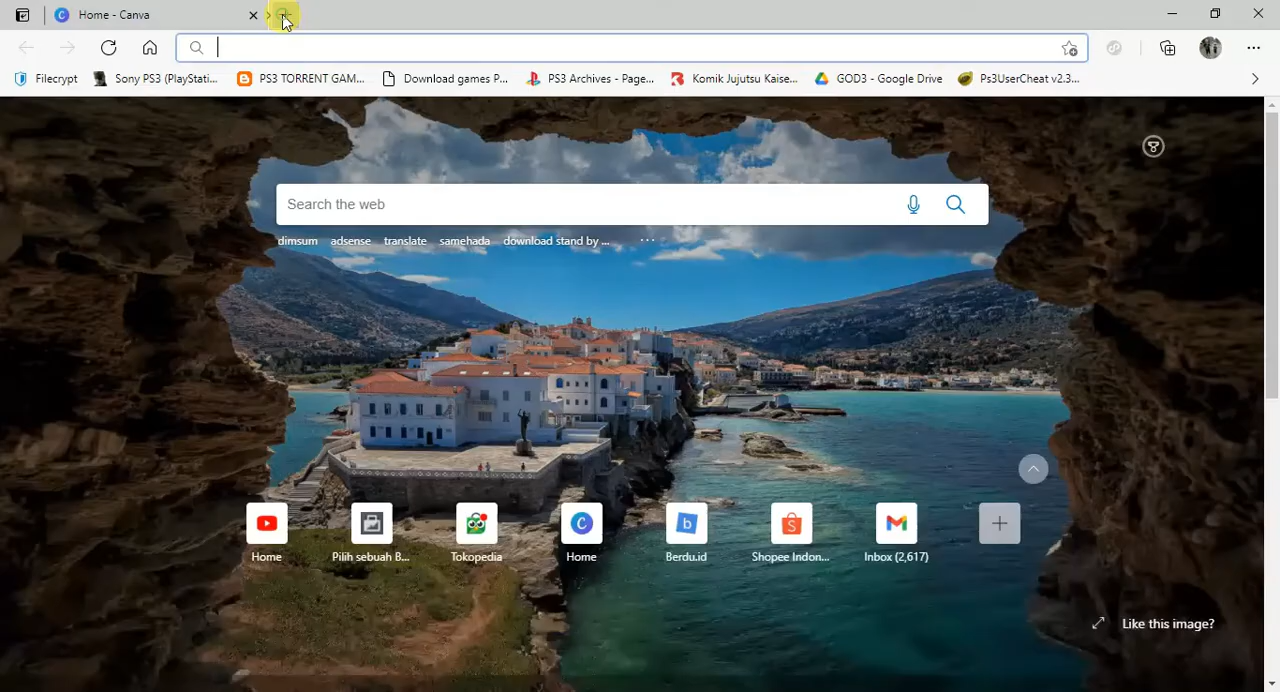 Home - Canva
Filecrypt Sony PS3 (PlayStati... PS3 TORRENT GAM... Download games P... PS3 Archives - Page... Komik Jujutsu Kaise... GOD3 - Google Drive Ps3UserCheat v2.3...
Search the web
dimsum adsense translate samehada download stand by ... ...
Home Pilih sebuah B... Tokopedia Home Berdu.id Shopee Indon... Inbox (2,617)
Like this image?